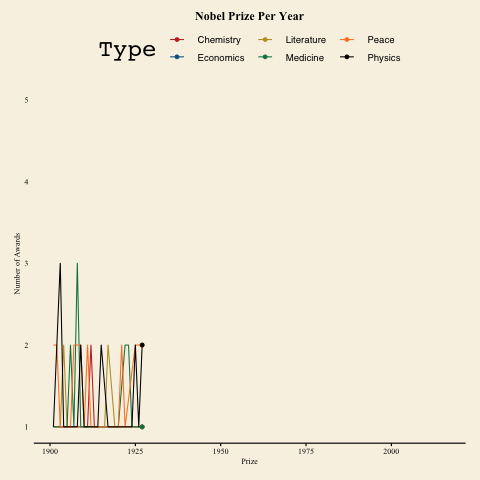 Nobel Prize Per Year
Type
Chemistry Literature Peace
Economics Medicine Physics
5
4
3
2
1
Number of Awards
1900 1925 1950 1975 2000
Prize